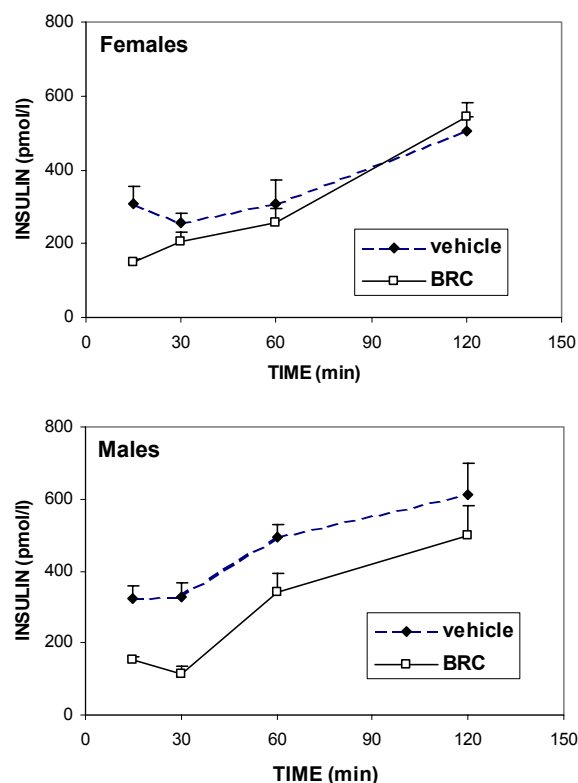 800
Females
600
400
200
0
INSULIN (pmol/l)
vehicle
BRC
0 30 60 90 120 150
TIME (min)
800
Males
600
400
200
0
INSULIN (pmol/l)
vehicle
BRC
0 30 60 90 120 150
TIME (min)